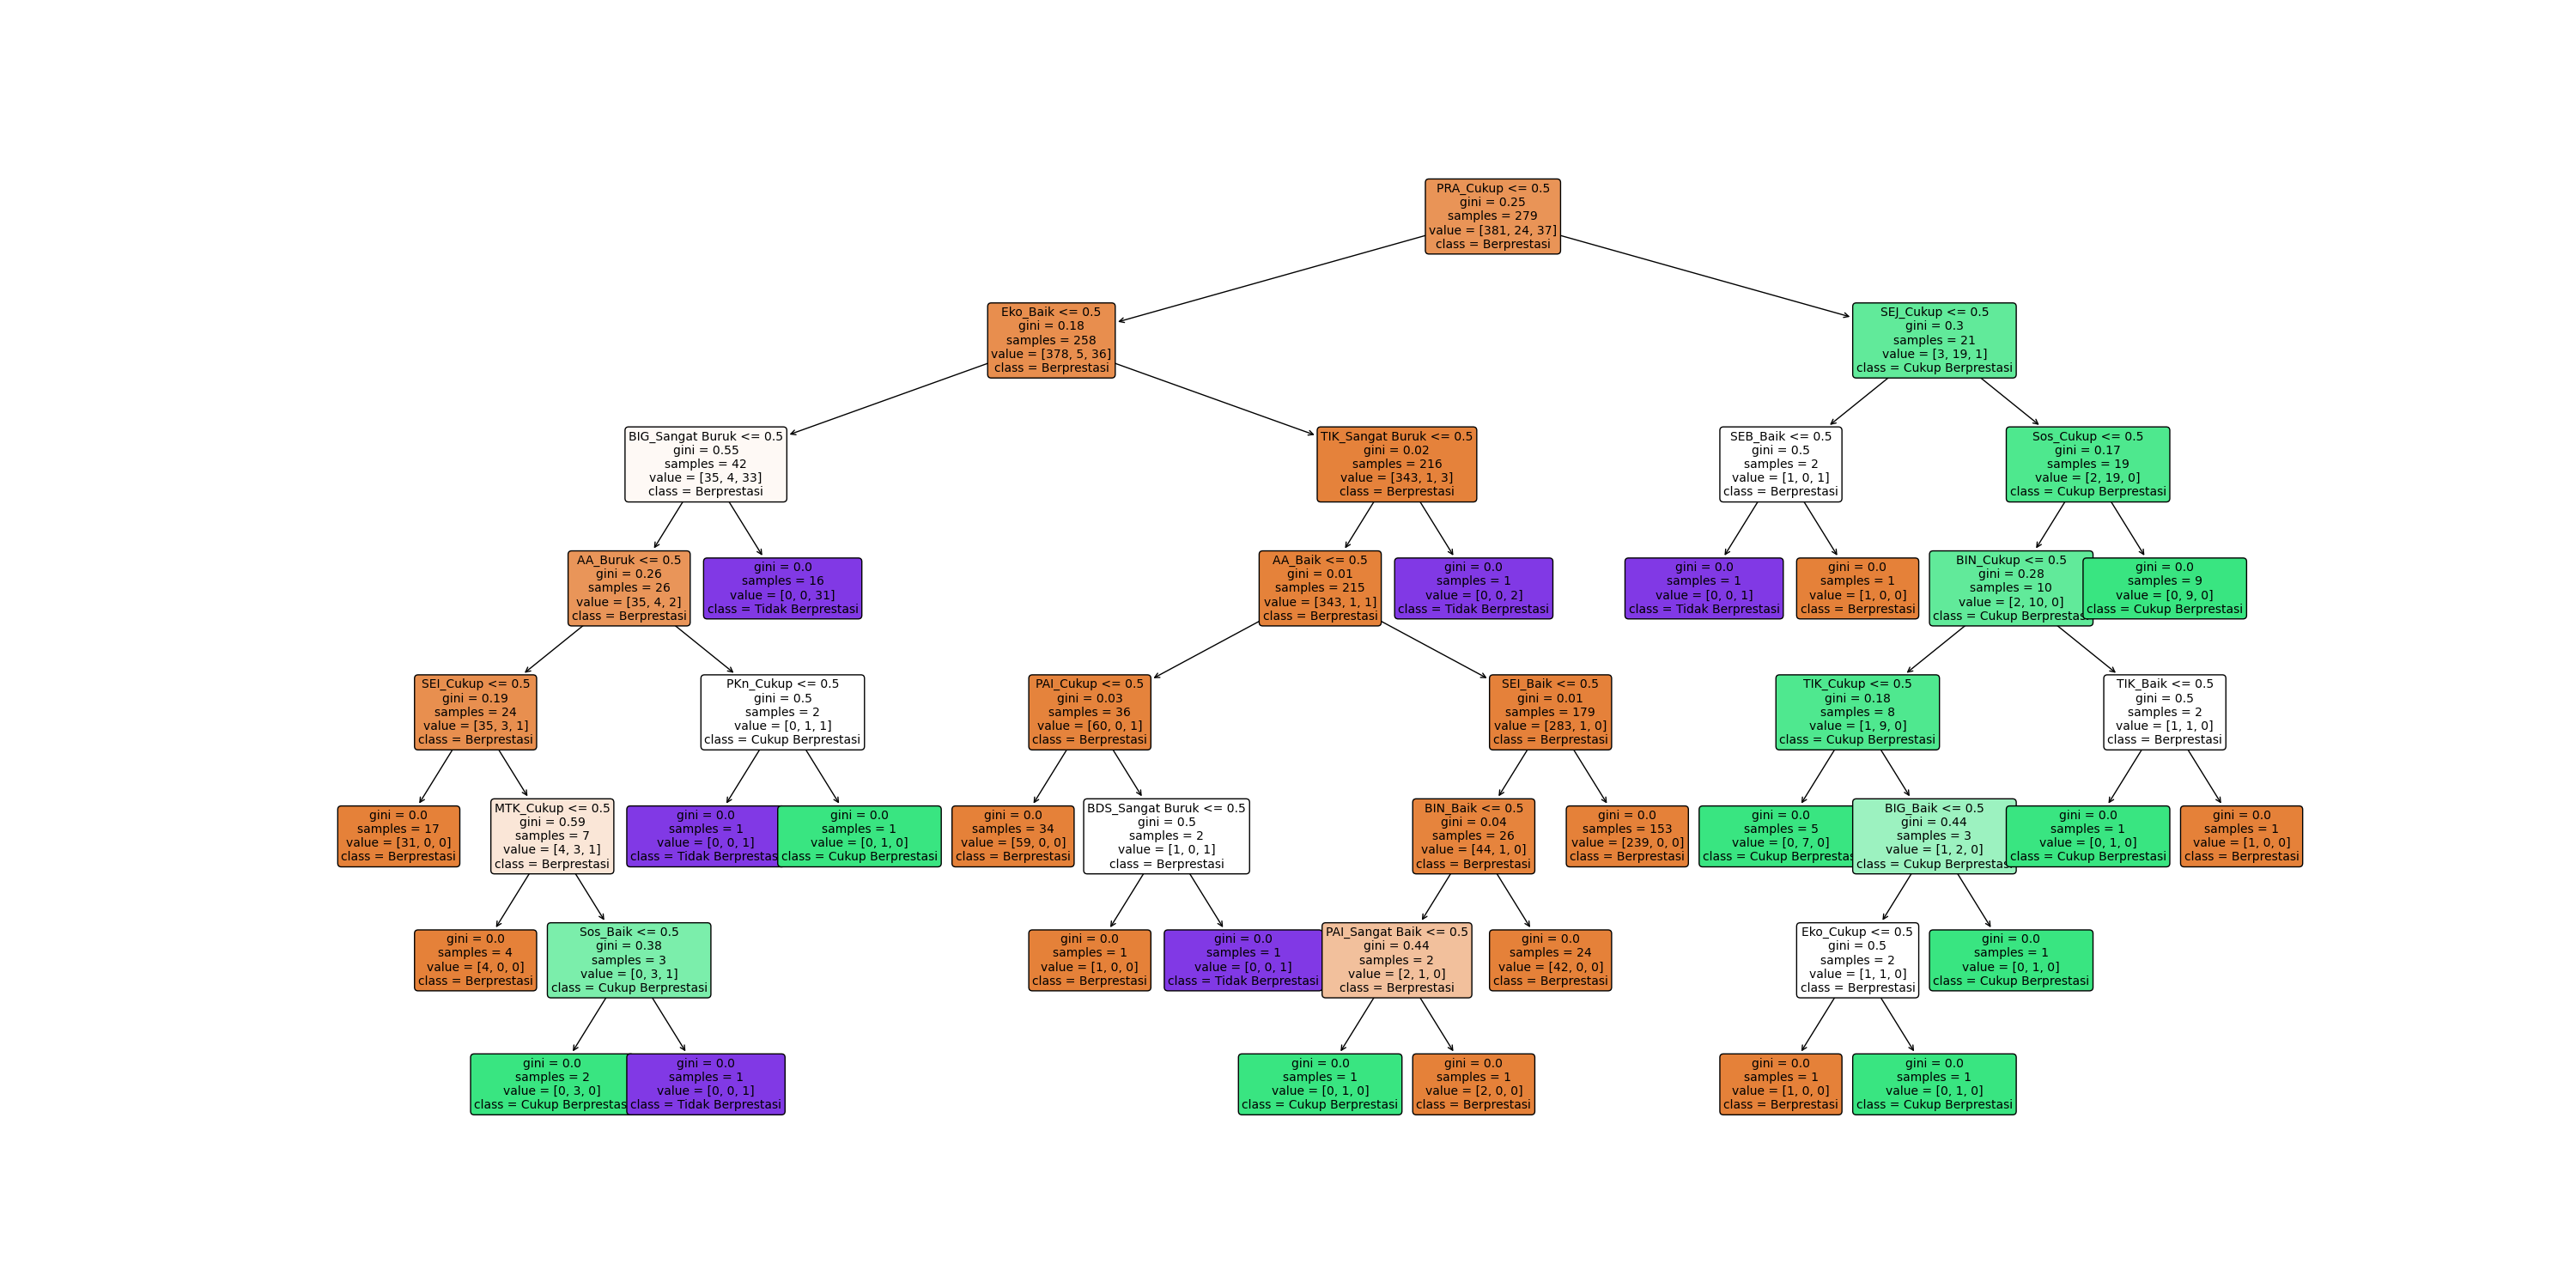 PRA_Cukup <= 0.5
gini = 0.25
samples = 279
value = [381, 24, 37]
class = Berprestasi
Eko_Baik <= 0.5
gini = 0.18
samples = 258
value = [378, 5, 36]
class = Berprestasi
SEJ_Cukup <= 0.5
gini = 0.3
samples = 21
value = [3, 19, 1]
class = Cukup Berprestasi
BIG_Sangat Buruk <= 0.5
gini = 0.55
samples = 42
value = [35, 4, 33]
class = Berprestasi
TIK_Sangat Buruk <= 0.5
gini = 0.02
samples = 216
value = [343, 1, 3]
class = Berprestasi
SEB_Baik <= 0.5
gini = 0.5
samples = 2
value = [1, 0, 1]
class = Berprestasi
Sos_Cukup <= 0.5
gini = 0.17
samples = 19
value = [2, 19, 0]
class = Cukup Berprestasi
AA_Buruk <= 0.5
gini = 0.26
samples = 26
value = [35, 4, 2]
class = Berprestasi
gini = 0.0
samples = 16
value = [0, 0, 31]
class = Tidak Berprestasi
AA_Baik <= 0.5
gini = 0.01
samples = 215
value = [343, 1, 1]
class = Berprestasi
gini = 0.0
samples = 1
value = [0, 0, 2]
class = Tidak Berprestasi
gini = 0.0
samples = 1
value = [0, 0, 1]
class = Tidak Berprestasi
gini = 0.0
samples = 1
value = [1, 0, 0]
class = Berprestasi
BIN_Cukup <= 0.5
gini = 0.28
samples = 10
value = [2, 10, 0]
class = Cukup Berprestas
gini = 0.0
samples = 9
value = [0, 9, 0]
class = Cukup Berprestasi
SEI_Cukup <= 0.5
gini = 0.19
samples = 24
value = [35, 3, 1]
class = Berprestasi
PKn_Cukup <= 0.5
gini = 0.5
samples = 2
value = [0, 1, 1]
class = Cukup Berprestasi
PAI_Cukup <= 0.5
gini = 0.03
samples = 36
value = [60, 0, 1]
class = Berprestasi
SEI_Baik <= 0.5
gini = 0.01
samples = 179
value = [283, 1, 0]
class = Berprestasi
TIK_Cukup <= 0.5
gini = 0.18
samples = 8
value = [1, 9, 0]
class = Cukup Berprestasi
TIK_Baik <= 0.5
gini = 0.5
samples = 2
value = [1, 1, 0]
class = Berprestasi
gini = 0.0
samples = 17
value = [31, 0, 0]
class = Berprestasi
MTK_Cukup <= 0.5
gini = 0.59
samples = 7
value = [4, 3, 1]
class = Berprestasi
gini = 0.0
samples = 1
value = [0, 0, 1]
class = Tidak Berprestas
gini = 0.0
samples = 1
value = [0, 1, 0]
class = Cukup Berprestasi
gini = 0.0
samples = 34
value = [59, 0, 0]
class = Berprestasi
BDS_Sangat Buruk <= 0.5
gini = 0.5
samples = 2
value = [1, 0, 1]
class = Berprestasi
BIN_Baik <= 0.5
gini = 0.04
samples = 26
value = [44, 1, 0]
class = Berprestasi
gini = 0.0
samples = 153
value = [239, 0, 0]
class = Berprestasi
gini = 0.0
samples = 5
value = [0, 7, 0]
class = Cukup Berprestas
BIG_Baik <= 0.5
gini = 0.44
samples = 3
value = [1, 2, 0]
class = Cukup Berprestas
gini = 0.0
samples = 1
value = [0, 1, 0]
class = Cukup Berprestasi
gini = 0.0
samples = 1
value = [1, 0, 0]
class = Berprestasi
gini = 0.0
samples = 4
value = [4, 0, 0]
class = Berprestasi
Sos_Baik <= 0.5
gini = 0.38
samples = 3
value = [0, 3, 1]
class = Cukup Berprestasi
gini = 0.0
samples = 1
value = [1, 0, 0]
class = Berprestasi
gini = 0.0
samples = 1
value = [0, 0, 1]
class = Tidak Berprestasi
PAI_Sangat Baik <= 0.5
gini = 0.44
samples = 2
value = [2, 1, 0]
class = Berprestasi
gini = 0.0
samples = 24
value = [42, 0, 0]
class = Berprestasi
Eko_Cukup <= 0.5
gini = 0.5
samples = 2
value = [1, 1, 0]
class = Berprestasi
gini = 0.0
samples = 1
value = [0, 1, 0]
class = Cukup Berprestasi
gini = 0.0
samples = 2
value = [0, 3, 0]
class = Cukup Berprestas
gini = 0.0
samples = 1
value = [0, 0, 1]
class = Tidak Berprestasi
gini = 0.0
samples = 1
value = [0, 1, 0]
class = Cukup Berprestasi
gini = 0.0
samples = 1
value = [2, 0, 0]
class = Berprestasi
gini = 0.0
samples = 1
value = [1, 0, 0]
class = Berprestasi
gini = 0.0
samples = 1
value = [0, 1, 0]
class = Cukup Berprestasi